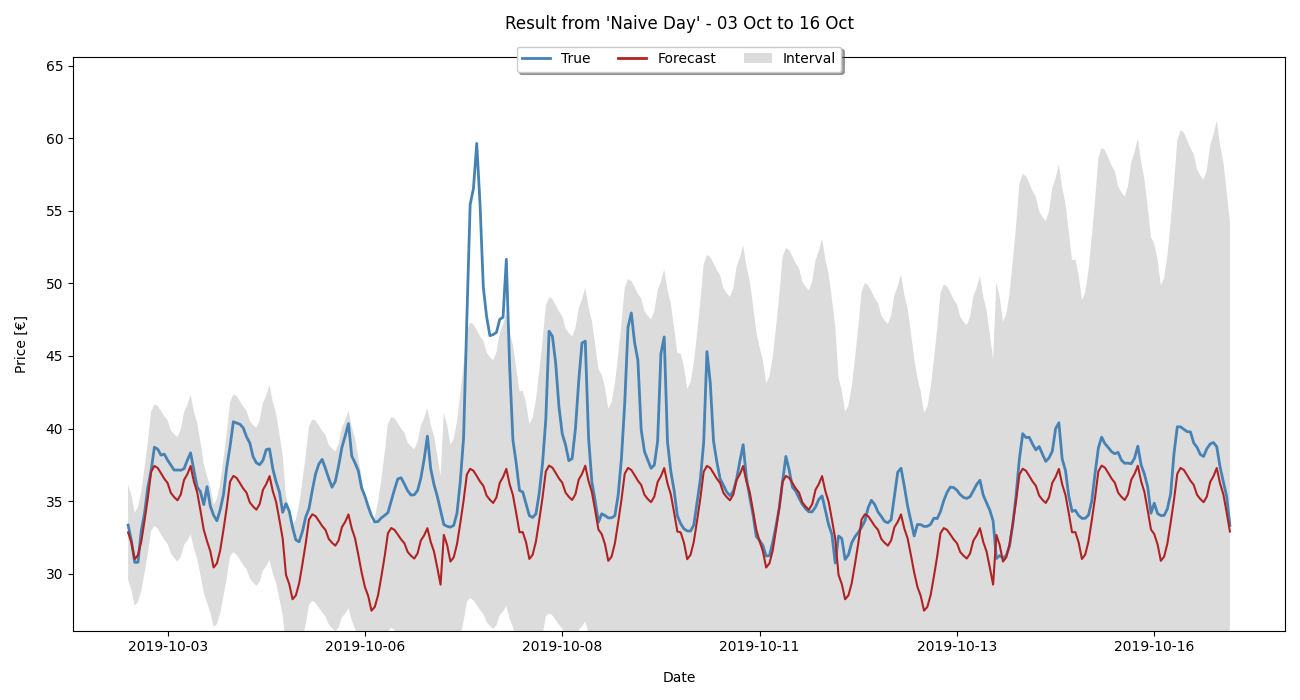 Result from 'Naive Day' - 03 Oct to 16 Oct
True Forecast Interval
65
60
55
50
45
40
35
30
Price [€]
2019-10-03 2019-10-06 2019-10-08 2019-10-11 2019-10-13 2019-10-16
Date